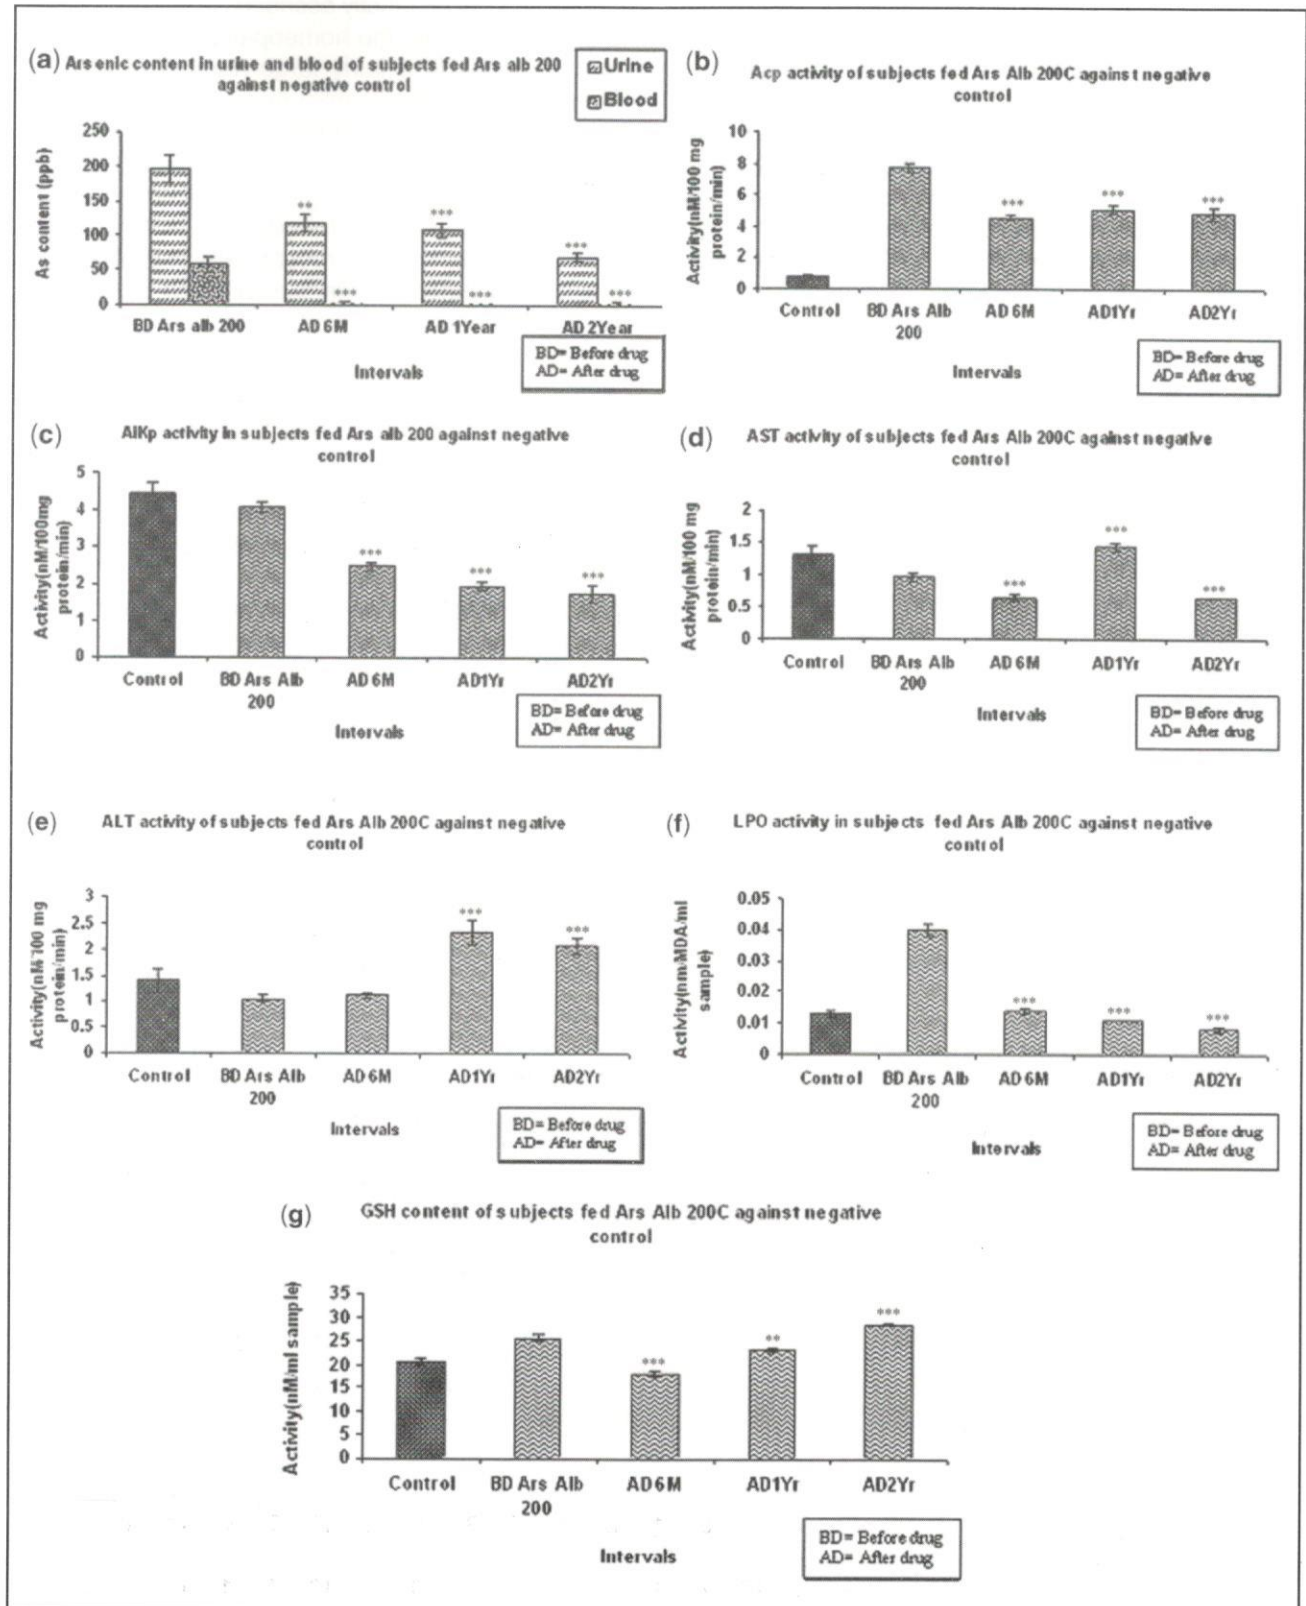 (a) Arsenic content in urine and blood of subjects fed Ars alb 200
against negative control
Urine
Blood
As content (ppb)
250
200
150
100
50
0
**
***
***
***
***
***
BD Ars alb 200 AD 6M AD 1Year AD 2Year
Intervals
BD= Before drug
AD= After drug
(b) Acp activity of subjects fed Ars Alb 200C against negative
control
Activity(nM/100 mg
protein/min)
10
8
6
4
2
0
***
***
***
Control BD Ars Alb AD 6M AD1Yr AD2Yr
200
Intervals
BD= Before drug
AD= After drug
(c) AlKp activity in subjects fed Ars alb 200 against negative
control
Activity(nM/100mg
protein/min)
5
4
3
2
1
0
***
***
***
Control BD Ars Alb AD 6M AD1Yr AD2Yr
200
Intervals
BD= Before drug
AD= After drug
(d) AST activity of subjects fed Ars Alb 200C against negative
control
Activity(nM/100 mg
protein/min)
2
1.5
1
0.5
0
***
***
***
Control BD Ars Alb AD 6M AD1Yr AD2Yr
200
Intervals
BD= Before drug
AD= After drug
(e) ALT activity of subjects fed Ars Alb 200C against negative
control
Activity(nM/100 mg
protein/min)
3
2.5
2
1.5
1
0.5
0
***
***
Control BD Ars Alb AD 6M AD1Yr AD2Yr
200
Intervals
BD= Before drug
AD= After drug
(f) LPO activity in subjects fed Ars Alb 200C against negative
control
Activity(nm/MDA/ml
sample)
0.05
0.04
0.03
0.02
0.01
0
***
***
***
Control BD Ars Alb AD 6M AD1Yr AD2Yr
200
Intervals
BD= Before drug
AD= After drug
(g) GSH content of subjects fed Ars Alb 200C against negative
control
Activity(nM/ml sample)
35
30
25
20
15
10
5
0
***
**
***
Control BD Ars Alb AD 6M AD1Yr AD2Yr
200
Intervals
BD= Before drug
AD= After drug